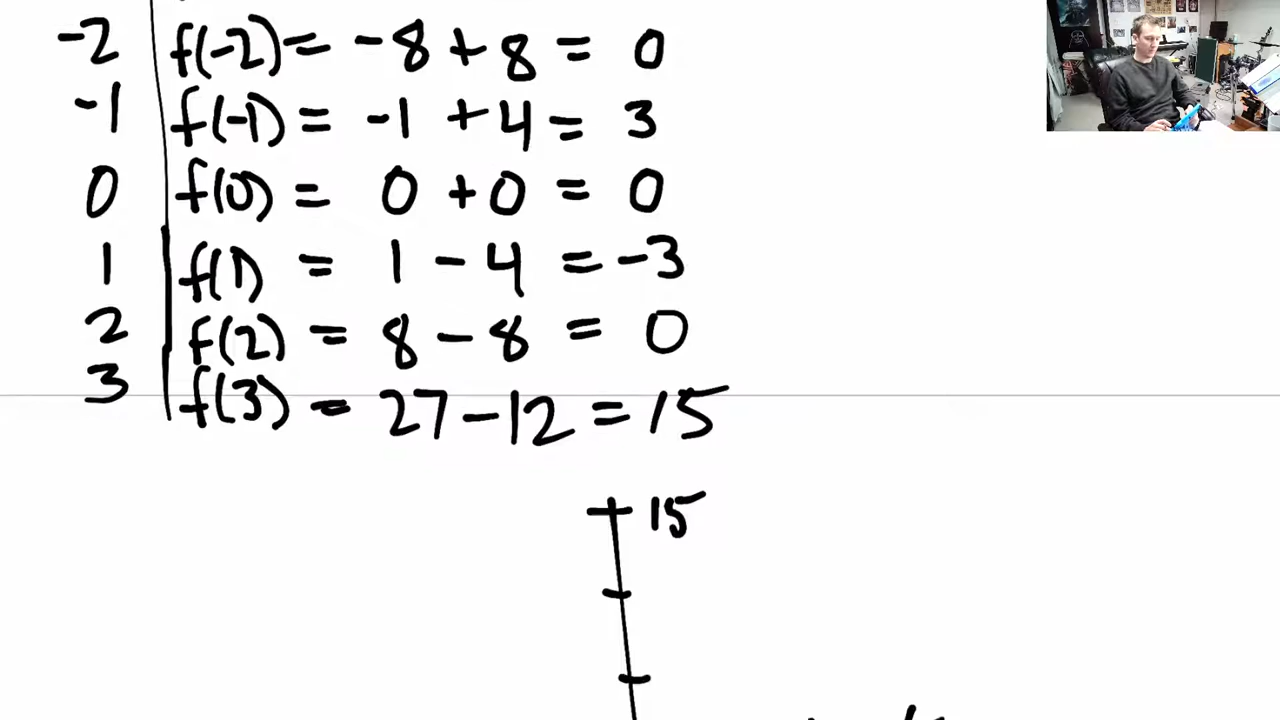 -2 f(-2) = -8 + 8 = 0
-1 f(-1) = -1 + 4 = 3
0 f(0) = 0 + 0 = 0
1 f(1) = 1 - 4 = -3
2 f(2) = 8 - 8 = 0
3 f(3) = 27 - 12 = 15
15